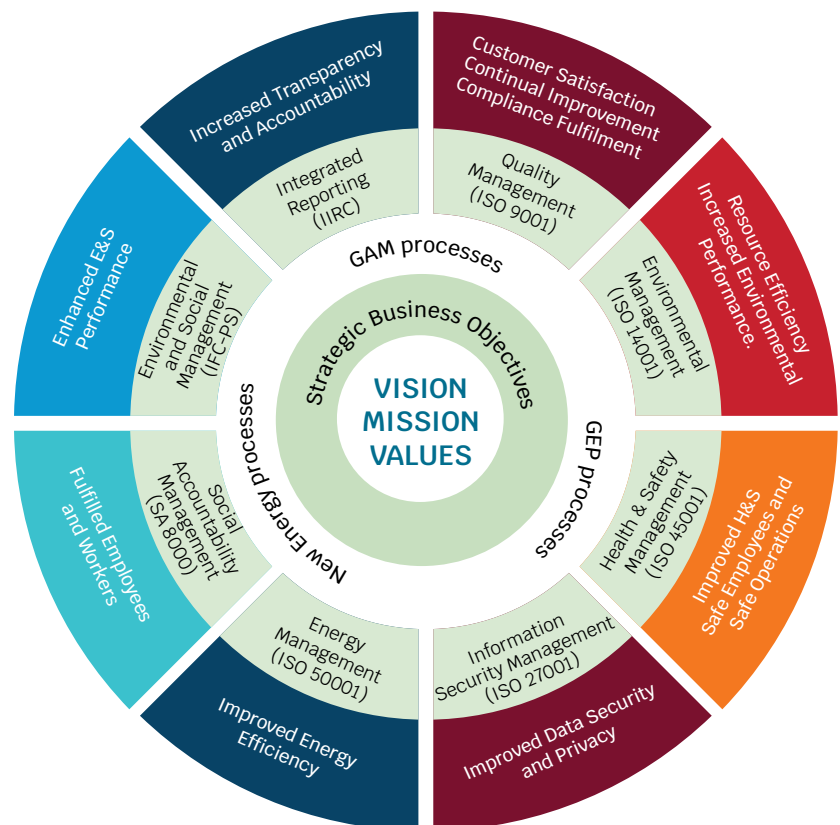 Increased Transparency
and Accountability
Integrated
Reporting
(IIRC)
Customer Satisfaction
Continual Improvement
Compliance Fulfilment
Quality
Management
(ISO 9001)
Resource Efficiency
Increased Environmental
Performance.
Environmental
Management
(ISO 14001)
Improved H&S
Safe Employees and
Safe Operations
Health & Safety
Management
(ISO 45001)
Improved Data Security
and Privacy
Information
Security Management
(ISO 27001)
Improved Energy
Efficiency
Energy
Management
(ISO 50001)
Fulfilled Employees
and Workers
Social
Accountability
Management
(SA 8000)
Enhanced E&S
Performance
Environmental
and Social
Management
(IFC-PS)
GAM processes
GEP processes
New Energy processes
Strategic Business Objectives
VISION
MISSION
VALUES